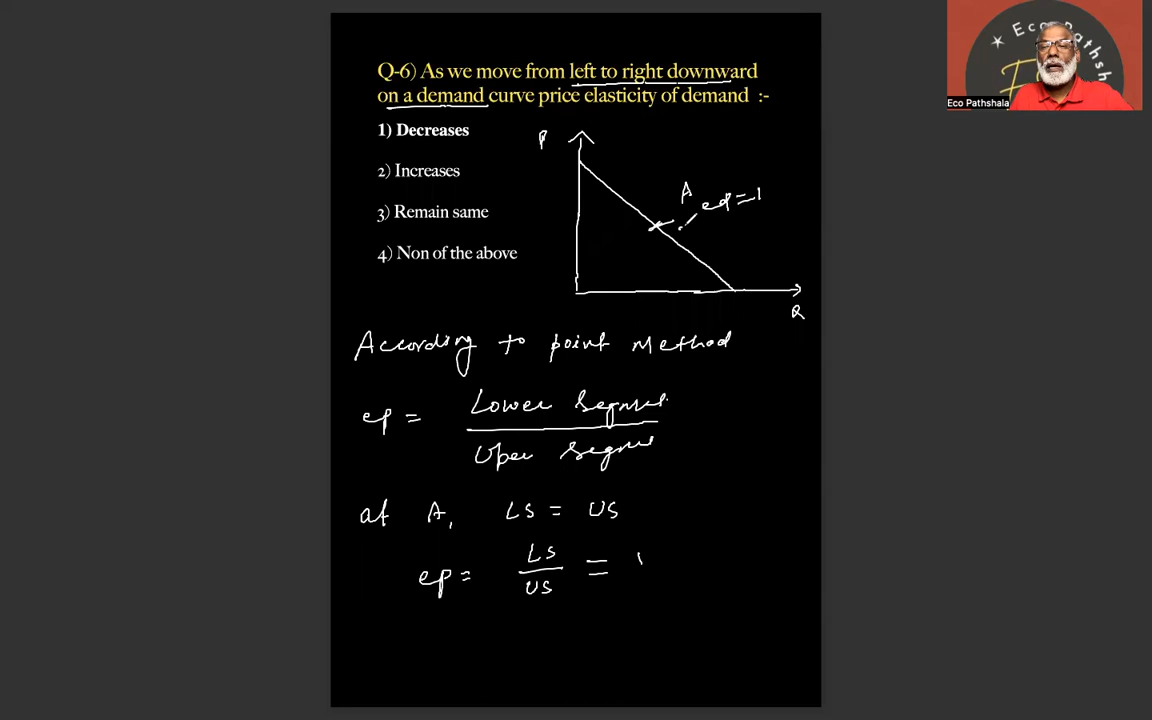 Q-6) As we move from left to right downward
on a demand curve price elasticity of demand :-
1) Decreases
2) Increases
3) Remain same
4) Non of the above
P
A
ep=1
Q
According to point Method
ep = Lower Segment
Upper Segment
at A, LS = US
ep = LS
US
= 1
Eco Pathshala
Eco Pathsh